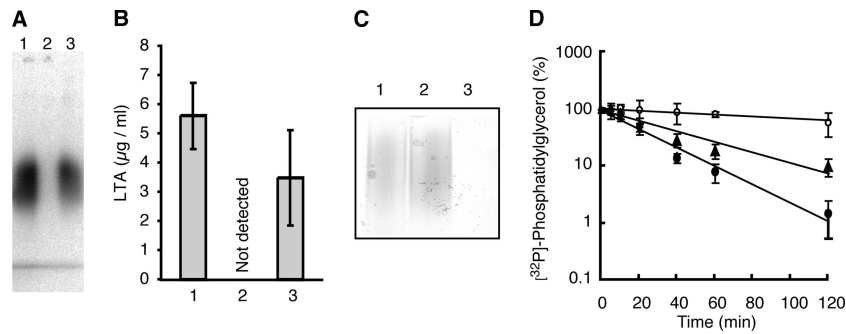 A
1 2 3
B
LTA (µg / ml)
8
7
6
5
4
3
2
1
0
Not detected
1 2 3
C
1 2 3
D
[³²P]-Phosphatidylglycerol (%)
1000
100
10
1
0.1
0 20 40 60 80 100 120
Time (min)